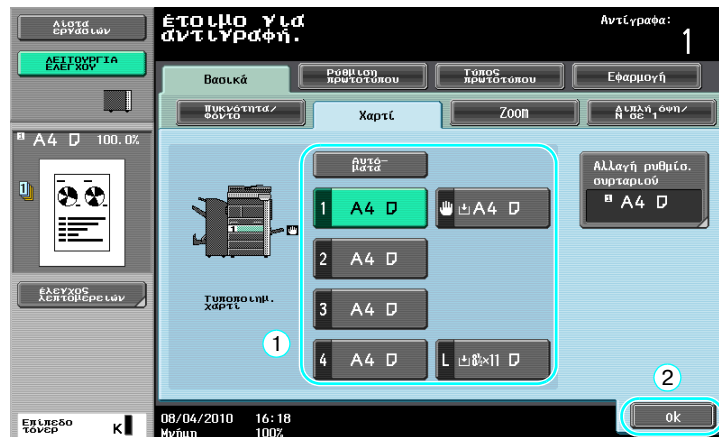 Λίστα
εργασιών
έτοιμο για
αντιγραφή.
Αντίγραφα:
1
ΛΕΙΤΟΥΡΓΙΑ
ΕΛΕΓΧΟΥ
Βασικά
Ρύθμιση
πρωτοτύπου
Τύπος
πρωτοτύπου
Εφαρμογή
Πυκνότητα/
Φόντο
Χαρτί
Zoom
Διπλή όψη/
N σε 1
A4 100.0%
Αυτό-
ματα
Αλλαγή ρυθμίσ.
συρταριού
A4
1 A4
A4
2 A4
3 A4
4 A4
L 8½×11
Τυποποιημ.
χαρτί
1
έλεγχος
λεπτομερειών
2
ok
Επίπεδο
τόνερ
K
08/04/2010 16:18
Μνήμη 100%